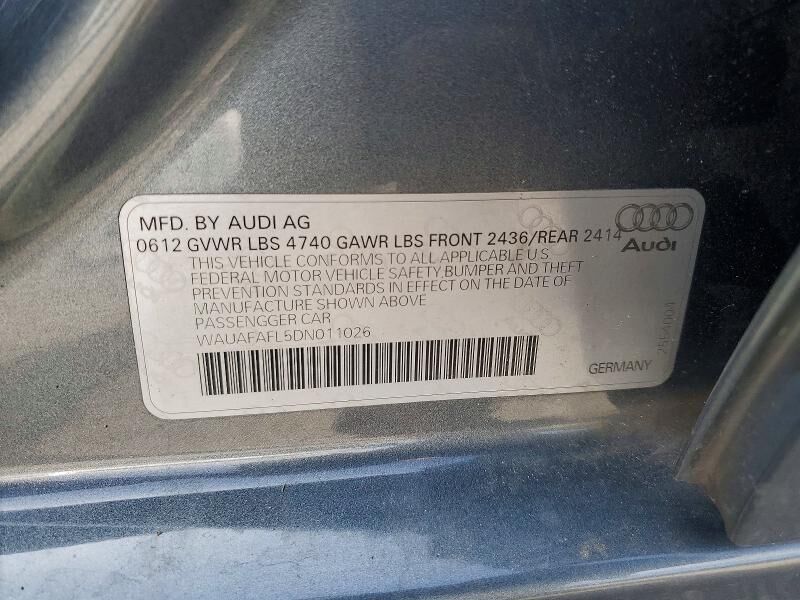 MFD. BY AUDI AG
0612 GVWR LBS 4740 GAWR LBS FRONT 2436/REAR 2414
Audi
THIS VEHICLE CONFORMS TO ALL APPLICABLE U.S
FEDERAL MOTOR VEHICLE SAFETY,BUMPER AND THEFT
PREVENTION STANDARDS IN EFFECT ON THE DATE OF
MANUFACTURE SHOWN ABOVE
PASSENGGER CAR
WAUAFAFL5DN011026
GERMANY